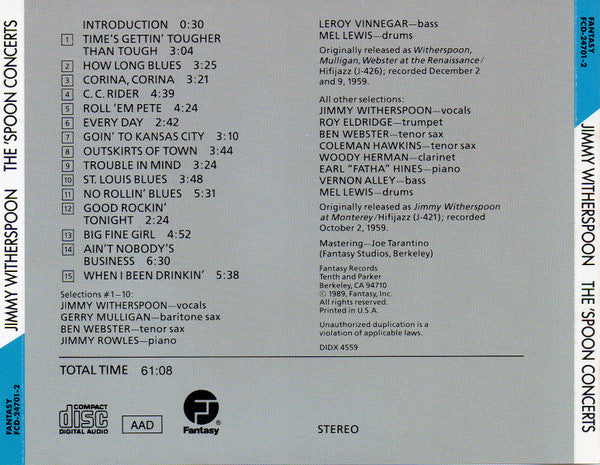 INTRODUCTION 0:30
1 TIME'S GETTIN' TOUGHER
THAN TOUGH 3:04
2 HOW LONG BLUES 3:25
3 CORINA, CORINA 3:21
4 C.C. RIDER 4:39
5 ROLL 'EM PETE 4:24
6 EVERY DAY 2:42
7 GOIN' TO KANSAS CITY 3:10
8 OUTSKIRTS OF TOWN 3:44
9 TROUBLE IN MIND 3:24
10 ST. LOUIS BLUES 3:48
11 NO ROLLIN' BLUES 5:31
12 GOOD ROCKIN'
TONIGHT 2:24
13 BIG FINE GIRL 4:52
14 AIN'T NOBODY'S
BUSINESS 6:30
15 WHEN I BEEN DRINKIN' 5:38
Selections #1–10:
JIMMY WITHERSPOON—vocals
GERRY MULLIGAN—baritone sax
BEN WEBSTER—tenor sax
JIMMY ROWLES—piano
LEROY VINNEGAR—bass
MEL LEWIS—drums
Originally released as Witherspoon,
Mulligan, Webster at the Renaissance/
Hifijazz (J-426); recorded December 2
and 9, 1959.
All other selections:
JIMMY WITHERSPOON—vocals
ROY ELDRIDGE—trumpet
BEN WEBSTER—tenor sax
COLEMAN HAWKINS—tenor sax
WOODY HERMAN—clarinet
EARL "FATHA" HINES—piano
VERNON ALLEY—bass
MEL LEWIS—drums
Originally released as Jimmy Witherspoon
at Monterey/Hifijazz (J-421); recorded
October 2, 1959.
Mastering—Joe Tarantino
(Fantasy Studios, Berkeley)
Fantasy Records
Tenth and Parker
Berkeley, CA 94710
℗ 1989, Fantasy, Inc.
All rights reserved.
Printed in U.S.A.
Unauthorized duplication is a
violation of applicable laws.
DIDX 4559
TOTAL TIME 61:08
COMPACT
disc
DIGITAL AUDIO
AAD
Fantasy®
STEREO
FANTASY
FCD-24701-2
JIMMY WITHERSPOON THE 'SPOON CONCERTS
FANTASY
FCD-24701-2
JIMMY WITHERSPOON THE 'SPOON CONCERTS